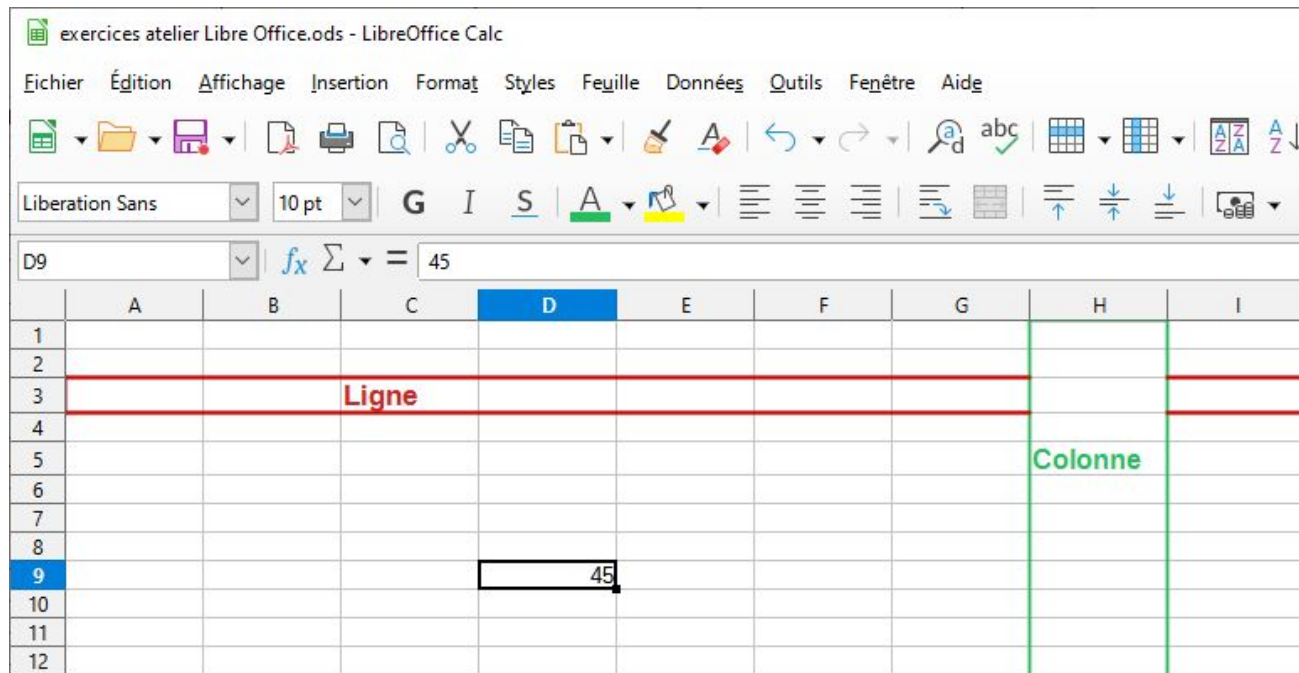 exercices atelier Libre Office.ods - LibreOffice Calc
Fichier Édition Affichage Insertion Format Styles Feuille Données Outils Fenêtre Aide
Liberation Sans 10 pt G I S A
D9 fx Σ = 45
A B C D E F G H I
1
2
3 Ligne
4
5 Colonne
6
7
8
9 45
10
11
12